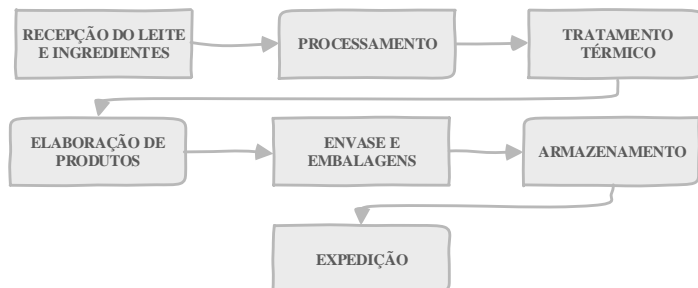 RECEPÇÃO DO LEITE
E INGREDIENTES
PROCESSAMENTO
TRATAMENTO
TÉRMICO
ELABORAÇÃO DE
PRODUTOS
ENVASE E
EMBALAGENS
ARMAZENAMENTO
EXPEDIÇÃO